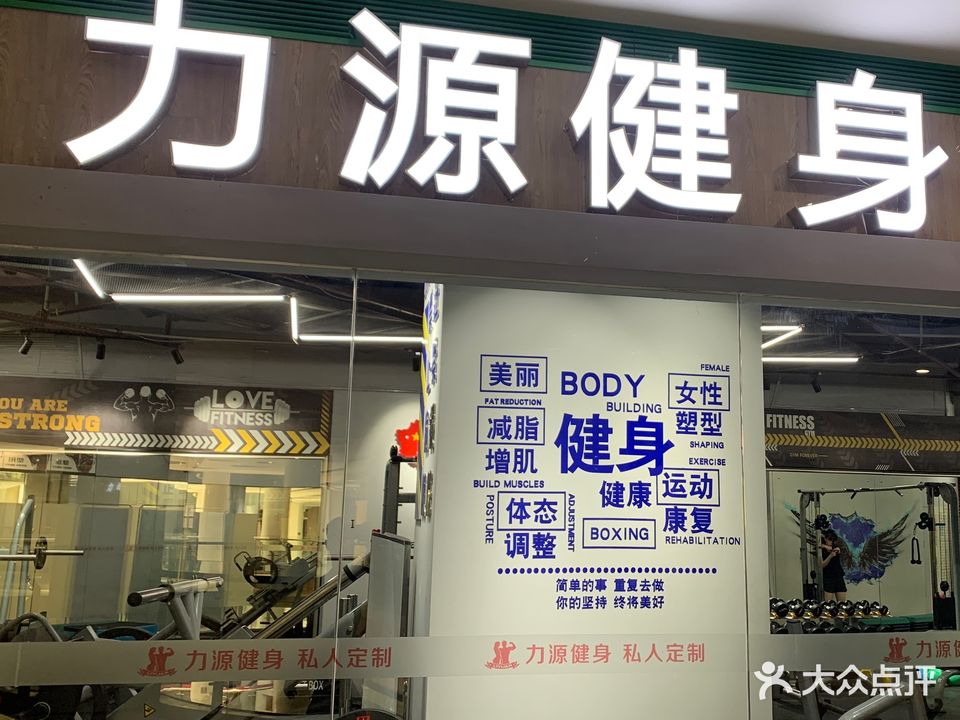 力源健身
YOU ARE
STRONG
LOVE
FITNESS
美丽
BODY
BUILDING
FEMALE
女性
FAT REDUCTION
减脂
健身
塑型
SHAPING
增肌
BUILD MUSCLES
EXERCISE
健康
运动
POSTURE
体态
ADJUSTMENT
调整
BOXING
康复
REHABILITATION
简单的事 重复去做
你的坚持 终将美好
FITNESS
GYM
GYM FOREVER
力源健身 私人定制
力源健身 私人定制
力源健身
BOX
大众点评